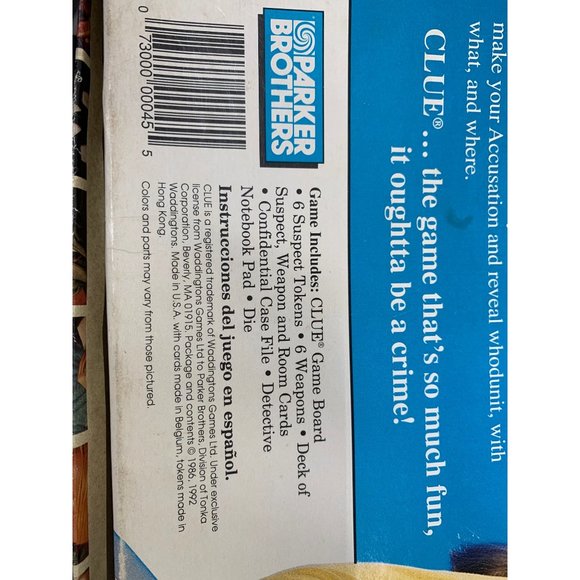 make your Accusation and reveal whodunit, with
what, and where.
CLUE®... the game that's so much fun,
it oughtta be a crime!
PARKER
BROTHERS
Game Includes: CLUE® Game Board
• 6 Suspect Tokens • 6 Weapons • Deck of
Suspect, Weapon and Room Cards
• Confidential Case File • Detective
Notebook Pad • Die
Instrucciones del juego en español.
CLUE is a registered trademark of Waddingtons Games Ltd. Under exclusive
license from Waddingtons Games Ltd to Parker Brothers, Division of Tonka
Corporation, Beverly, MA 01915. Package and contents © 1986, 1992
Waddingtons. Made in U.S.A. with cards made in Belgium, tokens made in
Hong Kong.
Colors and parts may vary from those pictured.
0 73000 00045 5